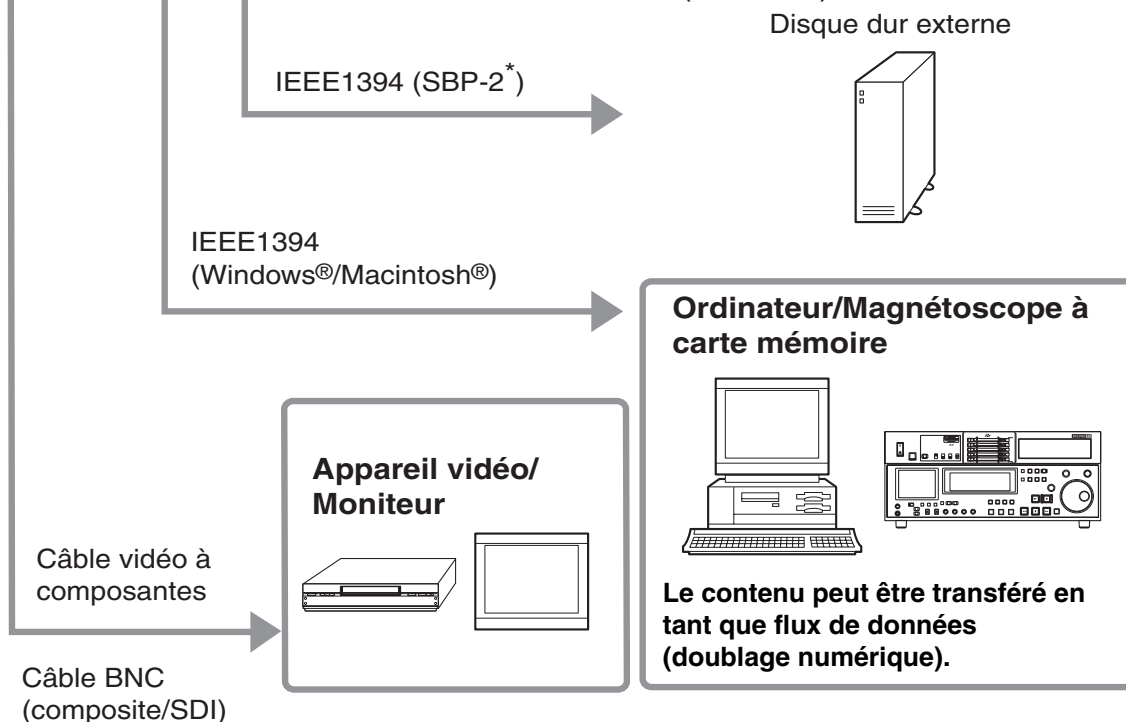 Disque dur externe
IEEE1394 (SBP-2*)
IEEE1394
(Windows®/Macintosh®)
Ordinateur/Magnétoscope à
carte mémoire
Appareil vidéo/
Moniteur
Câble vidéo à
composantes
Le contenu peut être transféré en
tant que flux de données
(doublage numérique).
Câble BNC
(composite/SDI)